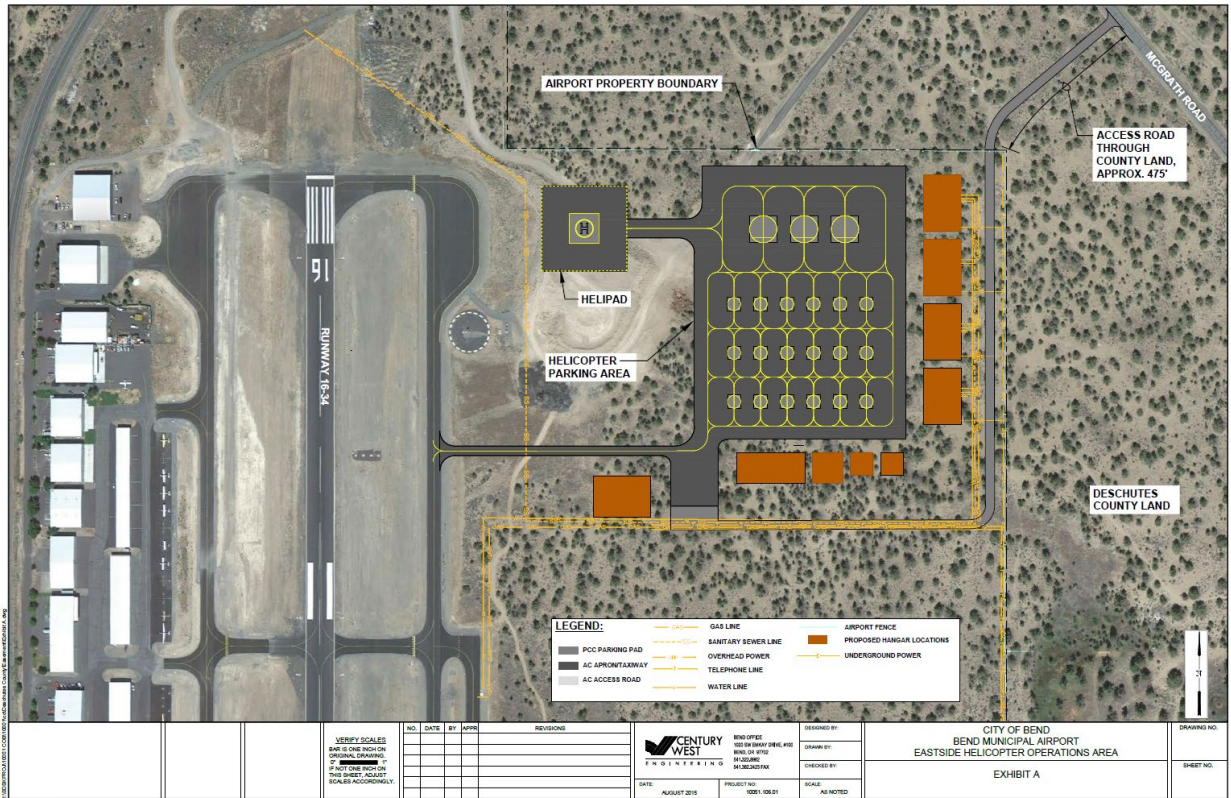 AIRPORT PROPERTY BOUNDARY
MCGRATH ROAD
ACCESS ROAD
THROUGH
COUNTY LAND,
APPROX. 475'
16
RUNWAY 16-34
H
HELIPAD
HELICOPTER
PARKING AREA
DESCHUTES
COUNTY LAND
LEGEND:
PCC PARKING PAD
AC APRON/TAXIWAY
AC ACCESS ROAD
GAS LINE
SANITARY SEWER LINE
OVERHEAD POWER
TELEPHONE LINE
WATER LINE
AIRPORT FENCE
PROPOSED HANGAR LOCATIONS
UNDERGROUND POWER
VERIFY SCALES
BAR IS ONE INCH ON
ORIGINAL DRAWING.
0" 1"
IF NOT ONE INCH ON
THIS SHEET, ADJUST
SCALES ACCORDINGLY.
NO. DATE BY APPR REVISIONS
CENTURY
WEST
ENGINEERING
BEND OFFICE
BEND, OR 97702
DATE: AUGUST 2015
PROJECT NO:
DESIGNED BY:
DRAWN BY:
CHECKED BY:
SCALE: AS NOTED
CITY OF BEND
BEND MUNICIPAL AIRPORT
EASTSIDE HELICOPTER OPERATIONS AREA
EXHIBIT A
DRAWING NO.
SHEET NO.